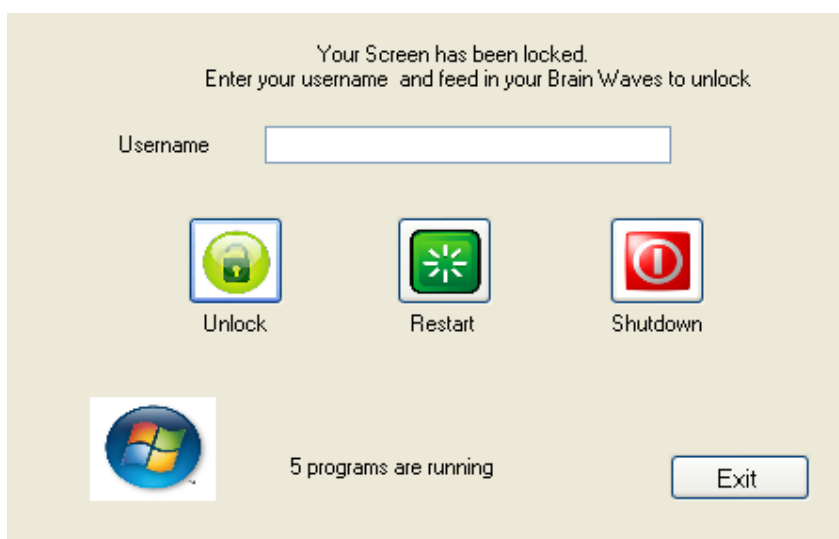 Your Screen has been locked.
Enter your username and feed in your Brain Waves to unlock
Username
Unlock
Restart
Shutdown
5 programs are running
Exit